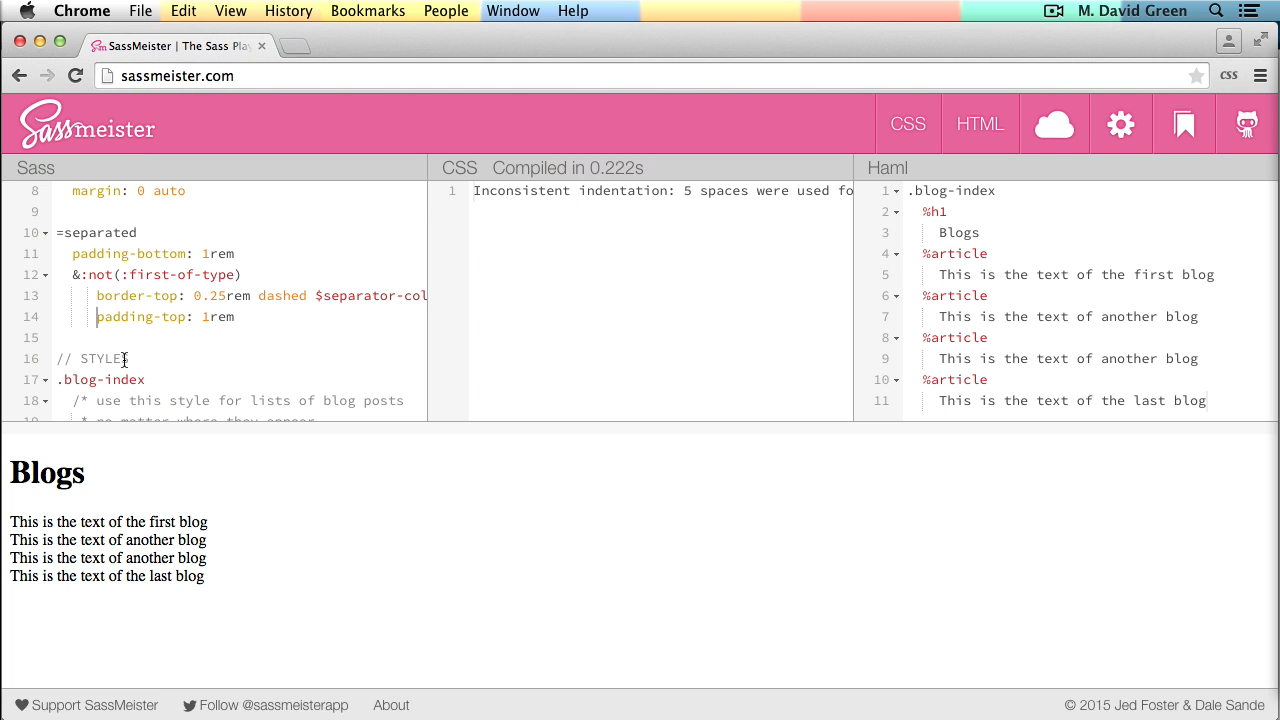 Chrome File Edit View History Bookmarks People Window Help M. David Green
SassMeister | The Sass Pla
sassmeister.com css
Sassmeister CSS HTML
Sass CSS Compiled in 0.222s Haml
8 margin: 0 auto
9
10 =separated
11 padding-bottom: 1rem
12 &:not(:first-of-type)
13 border-top: 0.25rem dashed $separator-col
14 padding-top: 1rem
15
16 // STYLES
17 .blog-index
18 /* use this style for lists of blog posts
19 * no matter where they appear
1 Inconsistent indentation: 5 spaces were used fo
1 .blog-index
2 %h1
3 Blogs
4 %article
5 This is the text of the first blog
6 %article
7 This is the text of another blog
8 %article
9 This is the text of another blog
10 %article
11 This is the text of the last blog
Blogs
This is the text of the first blog
This is the text of another blog
This is the text of another blog
This is the text of the last blog
Support SassMeister Follow @sassmeisterapp About © 2015 Jed Foster & Dale Sande